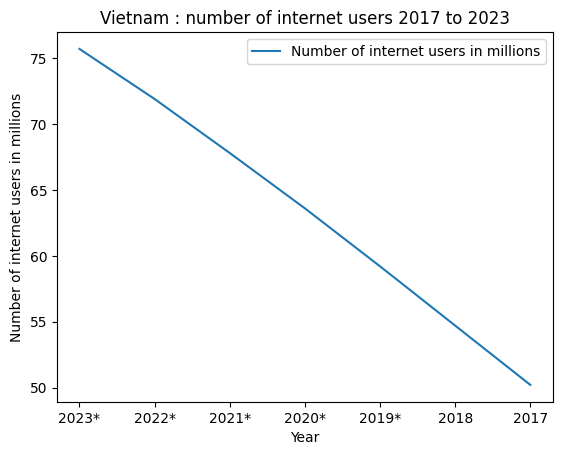 Vietnam : number of internet users 2017 to 2023
Number of internet users in millions
Number of internet users in millions
75
70
65
60
55
50
2023* 2022* 2021* 2020* 2019* 2018 2017
Year